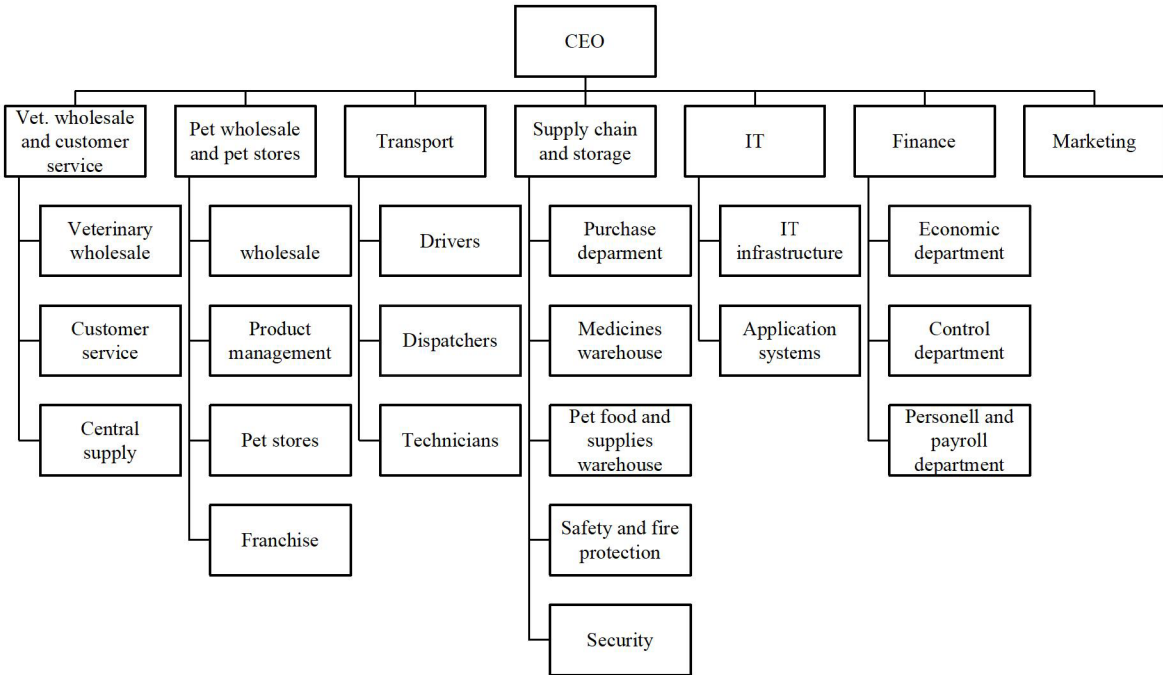 CEO
Vet. wholesale
and customer
service
Pet wholesale
and pet stores
Transport
Supply chain
and storage
IT
Finance
Marketing
Veterinary
wholesale
wholesale
Drivers
Purchase
deparment
IT
infrastructure
Economic
department
Customer
service
Product
management
Dispatchers
Medicines
warehouse
Application
systems
Control
department
Central
supply
Pet stores
Technicians
Pet food and
supplies
warehouse
Personell and
payroll
department
Franchise
Safety and fire
protection
Security